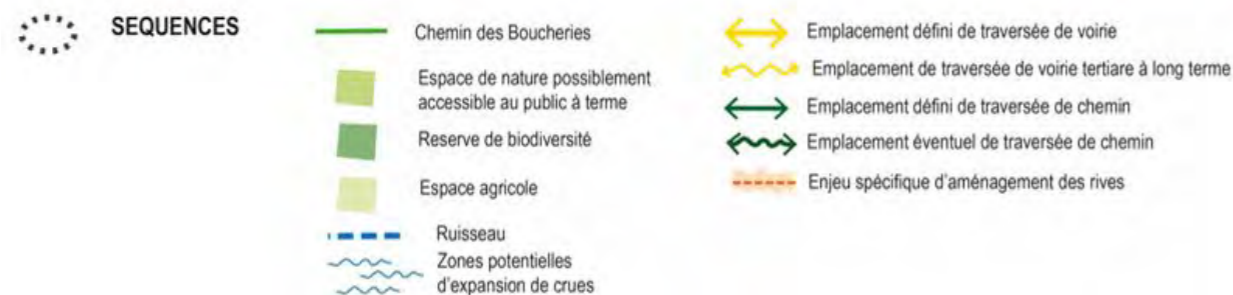 SEQUENCES
Chemin des Boucheries
Espace de nature possiblement
accessible au public à terme
Reserve de biodiversité
Espace agricole
Ruisseau
Zones potentielles
d'expansion de crues
Emplacement défini de traversée de voirie
Emplacement de traversée de voirie tertiaire à long terme
Emplacement défini de traversée de chemin
Emplacement éventuel de traversée de chemin
Enjeu spécifique d'aménagement des rives